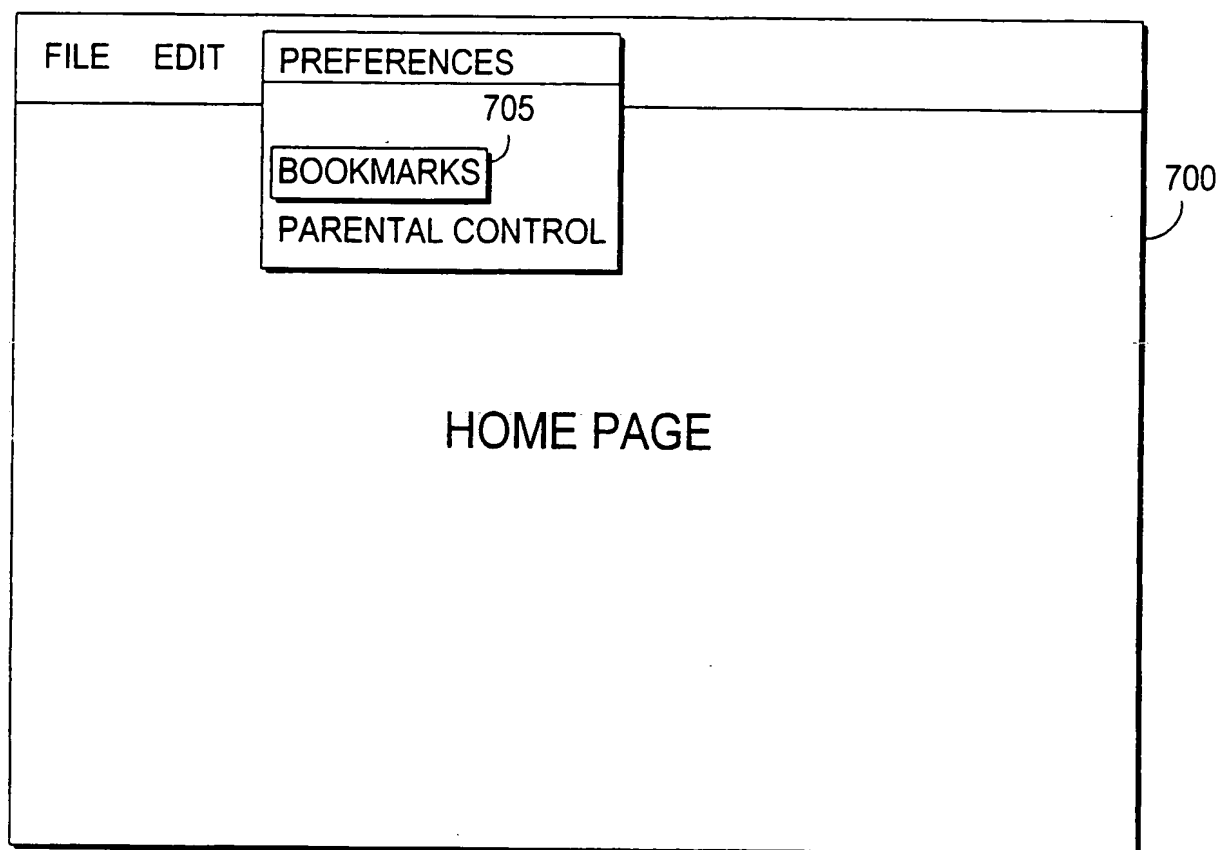 FILE EDIT PREFERENCES
705
BOOKMARKS
PARENTAL CONTROL
700
HOME PAGE